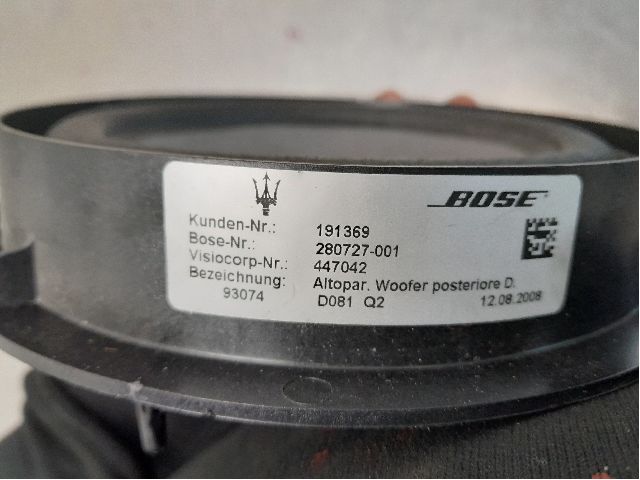 BOSE
Kunden-Nr.: 191369
Bose-Nr.: 280727-001
Visiocorp-Nr.: 447042
Bezeichnung: Altopar. Woofer posteriore D.
93074 D081 Q2 12.08.2008